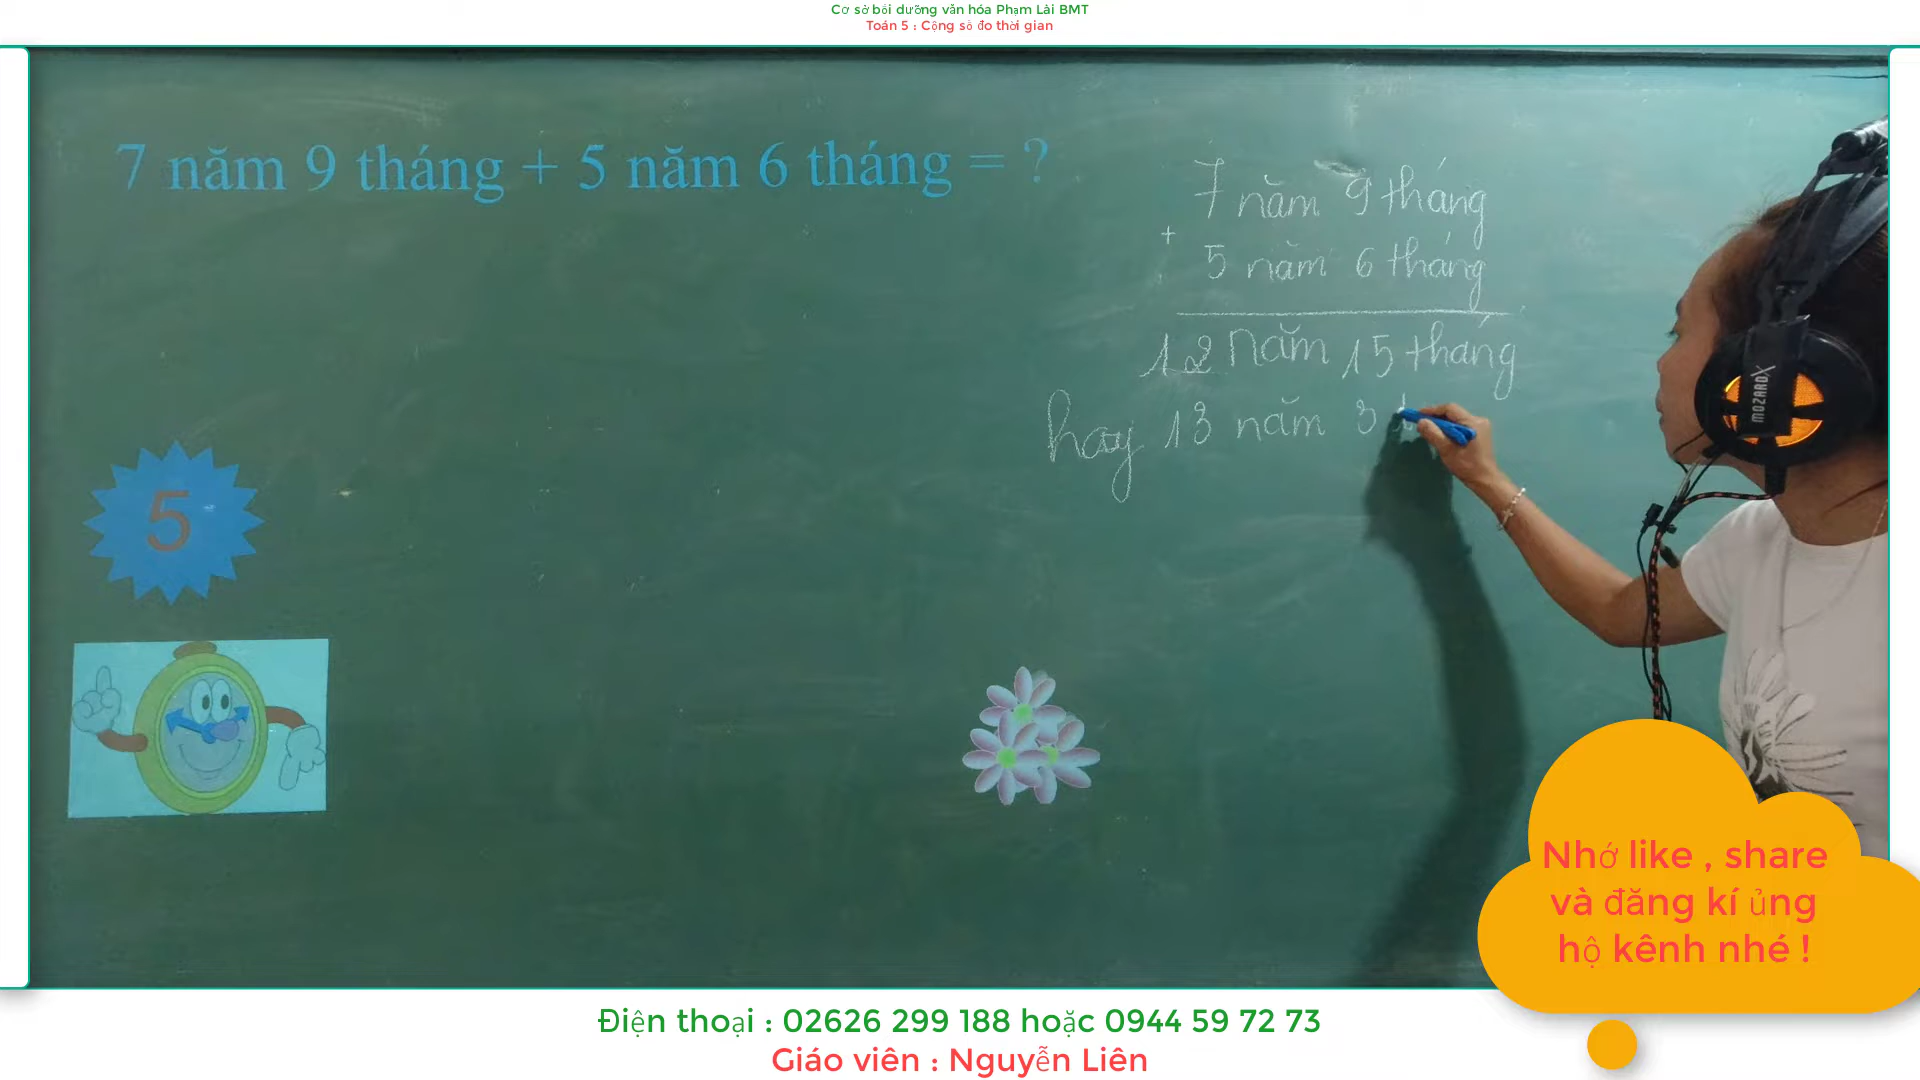 Cơ sở bồi dưỡng văn hóa Phạm Lài BMT
Toán 5 : Cộng số đo thời gian
7 năm 9 tháng + 5 năm 6 tháng = ?
7 năm 9 tháng
+
5 năm 6 tháng
12 năm 15 tháng
hay 13 năm 3 t
5
MOZARDX
Nhớ like , share
và đăng kí ủng
hộ kênh nhé !
Điện thoại : 02626 299 188 hoặc 0944 59 72 73
Giáo viên : Nguyễn Liên